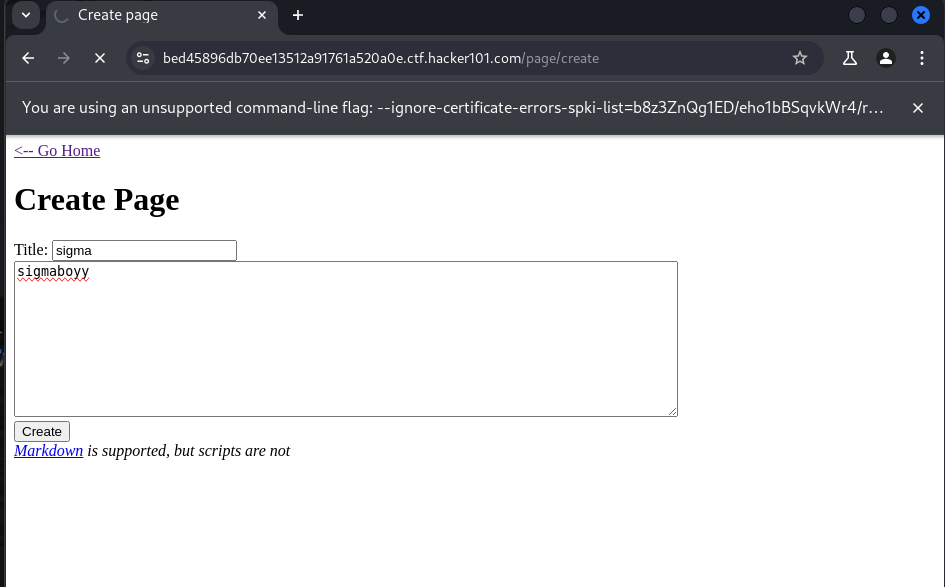 Create page
bed45896db70ee13512a91761a520a0e.ctf.hacker101.com/page/create
You are using an unsupported command-line flag: --ignore-certificate-errors-spki-list=b8z3ZnQg1ED/eho1bBSqvkWr4/r...
<-- Go Home
Create Page
Title: sigma
sigmaboyy
Create
Markdown is supported, but scripts are not